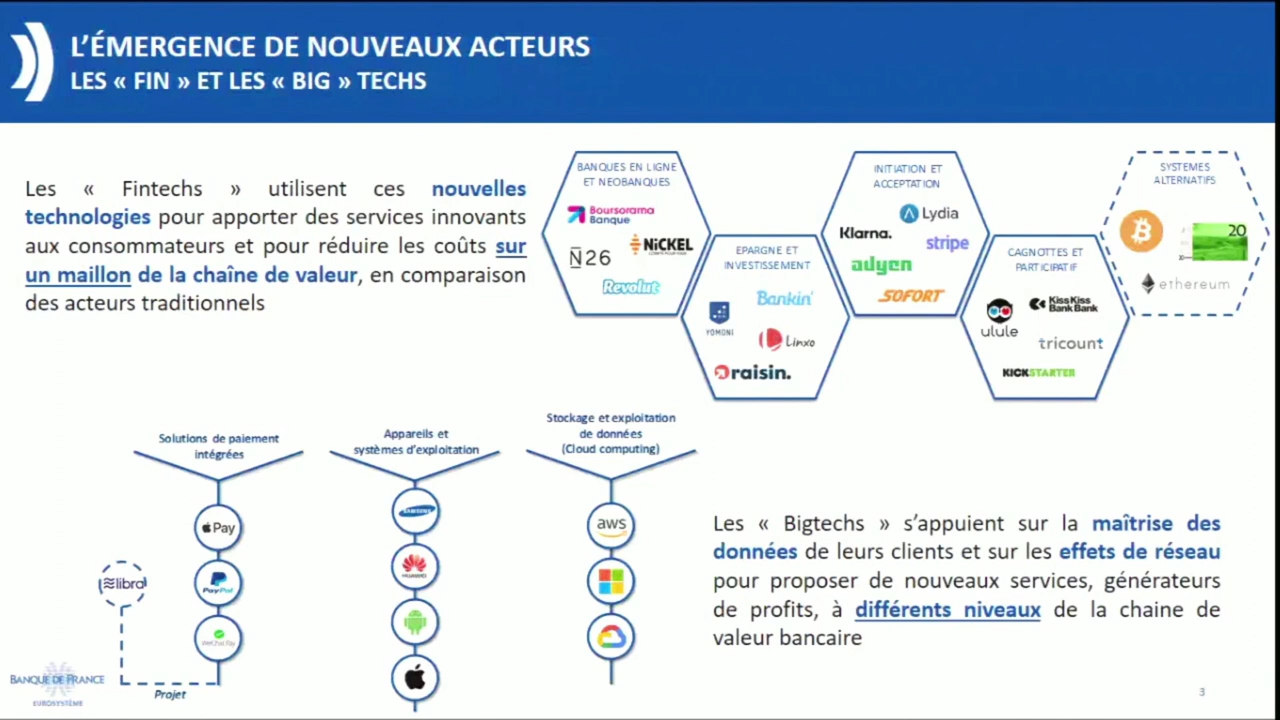 L'ÉMERGENCE DE NOUVEAUX ACTEURS
LES « FIN » ET LES « BIG » TECHS
Les « Fintechs » utilisent ces nouvelles
technologies pour apporter des services innovants
aux consommateurs et pour réduire les coûts sur
un maillon de la chaîne de valeur, en comparaison
des acteurs traditionnels
BANQUES EN LIGNE
ET NEOBANQUES
Boursorama
Banque
N26
NiCKEL
Revolut
EPARGNE ET
INVESTISSEMENT
YOMONI
Bankin'
Linxo
raisin.
INITIATION ET
ACCEPTATION
Lydia
Klarna.
stripe
adyen
SOFORT
CAGNOTTES ET
PARTICIPATIF
ulule
KissKiss
BankBank
tricount
KICKSTARTER
SYSTEMES
ALTERNATIFS
20
ethereum
Solutions de paiement
intégrées
Pay
PayPal
WeChat Pay
libra
Projet
Appareils et
systèmes d'exploitation
SAMSUNG
HUAWEI
Stockage et exploitation
de données
(Cloud computing)
aws
Les « Bigtechs » s'appuient sur la maîtrise des
données de leurs clients et sur les effets de réseau
pour proposer de nouveaux services, générateurs
de profits, à différents niveaux de la chaine de
valeur bancaire
BANQUE DE FRANCE
EUROSYSTÈME
3